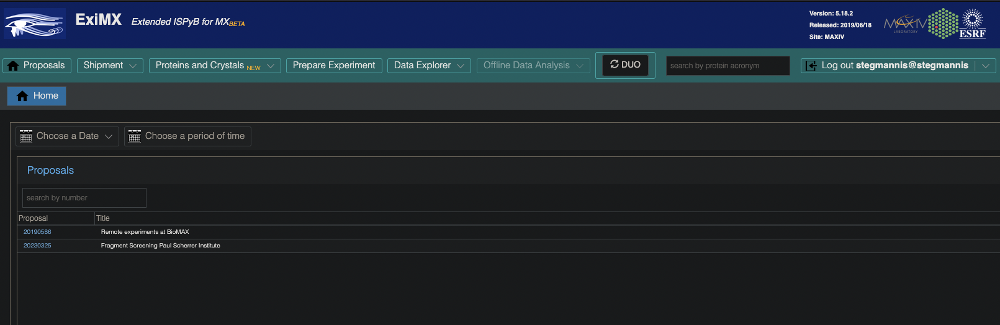 ExiMX Extended ISPyB for MXBETA
Version: 5.18.2
Released: 2019/06/18
Site: MAXIV
MAXIV
LABORATORY
ESRF
Proposals Shipment Proteins and Crystals NEW Prepare Experiment Data Explorer Offline Data Analysis DUO search by protein acronym Log out stegmannis@stegmannis
Home
Choose a Date Choose a period of time
Proposals
search by number
Proposal Title
20190586 Remote experiments at BioMAX
20230325 Fragment Screening Paul Scherrer Institute